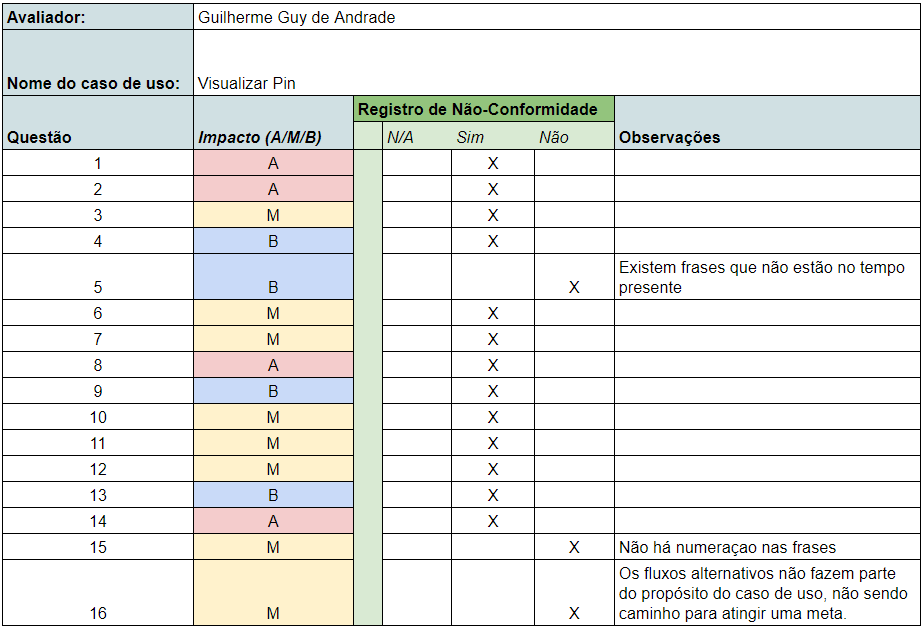 Avaliador: Guilherme Guy de Andrade
Nome do caso de uso: Visualizar Pin
Registro de Não-Conformidade
Questão Impacto (A/M/B) N/A Sim Não Observações
1 A X
2 A X
3 M X
4 B X
5 B X Existem frases que não estão no tempo
presente
6 M X
7 M X
8 A X
9 B X
10 M X
11 M X
12 M X
13 B X
14 A X
15 M X Não há numeraçao nas frases
16 M X Os fluxos alternativos não fazem parte
do propósito do caso de uso, não sendo
caminho para atingir uma meta.